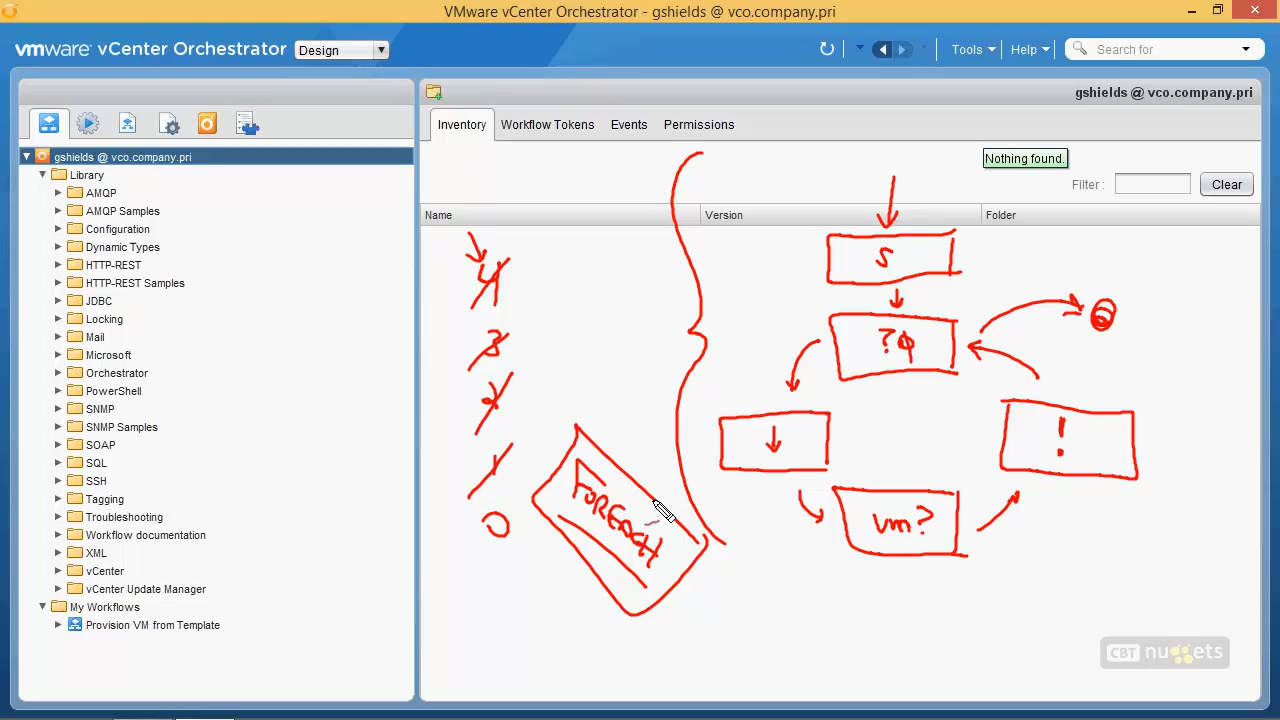 VMware vCenter Orchestrator - gshields @ vco.company.pri
vmware vCenter Orchestrator
Design
Tools
Help
Search for
gshields @ vco.company.pri
Inventory
Workflow Tokens
Events
Permissions
Nothing found.
Filter :
Clear
Name
Version
Folder
gshields @ vco.company.pri
Library
AMQP
AMQP Samples
Configuration
Dynamic Types
HTTP-REST
HTTP-REST Samples
JDBC
Locking
Mail
Microsoft
Orchestrator
PowerShell
SNMP
SNMP Samples
SOAP
SQL
SSH
Tagging
Troubleshooting
Workflow documentation
XML
vCenter
vCenter Update Manager
My Workflows
Provision VM from Template
4
3
2
1
0
FOREACH
S
?φ
!
vm?
CBT nuggets